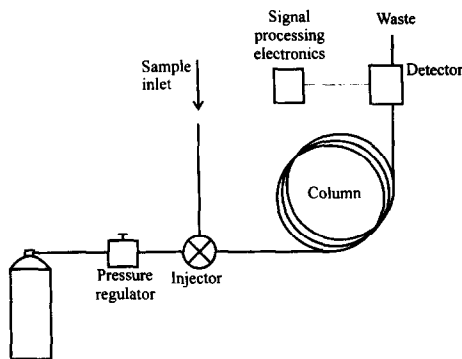 Signal
processing
electronics
Waste
Sample
inlet
Detector
Column
Pressure
regulator
Injector